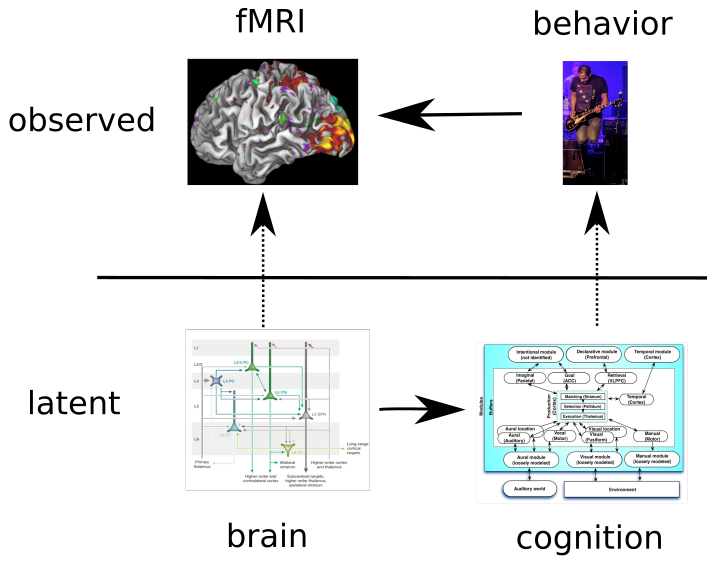 fMRI
behavior
observed
latent
L1
L2/3
L2/3 PC
L4
L4 PC
L5 ITN
L5
L5 SPN
L6
Long-range
cortical
targets
Primary
thalamus
Bilateral
striatum
Higher-order cortex
and thalamus
Higher-order and
contralateral cortex
Subcerebral targets,
higher order thalamus,
ipsilateral striatum
Intentional module
(not identified)
Declarative module
(Prefrontal)
Temporal module
(Cortex)
Modules
Buffers
Imaginal
(Parietal)
Goal
(ACC)
Retrieval
(VLPFC)
Production
(Cortex)
Matching (Striatum)
Selection (Pallidum)
Execution (Thalamus)
Temporal
(Cortex)
Aural location
Aural
(Auditory)
Vocal
(Motor)
Visual location
Visual
(Fusiform)
Manual
(Motor)
Aural module
(loosely modeled)
Visual module
(loosely modeled)
Manual module
(loosely modeled)
Auditory world
Environment
brain
cognition